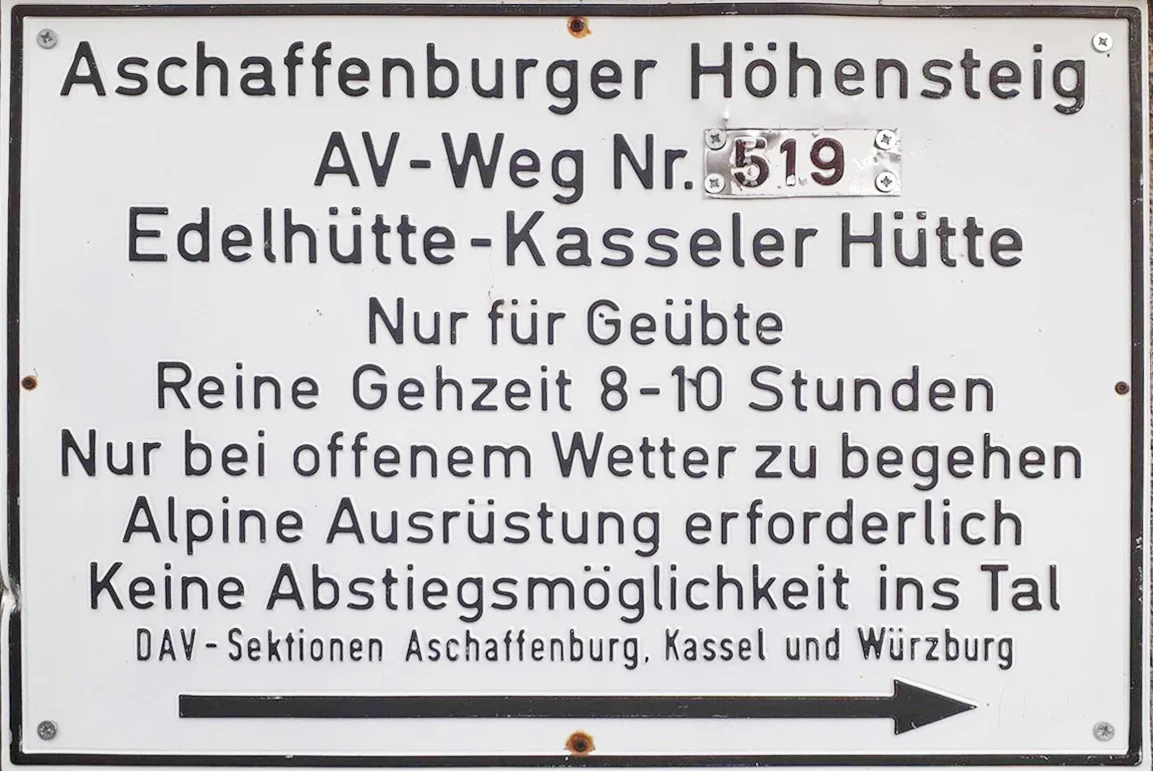 Aschaffenburger Höhensteig
AV-Weg Nr. 519
Edelhütte-Kasseler Hütte
Nur für Geübte
Reine Gehzeit 8-10 Stunden
Nur bei offenem Wetter zu begehen
Alpine Ausrüstung erforderlich
Keine Abstiegsmöglichkeit ins Tal
DAV-Sektionen Aschaffenburg, Kassel und Würzburg